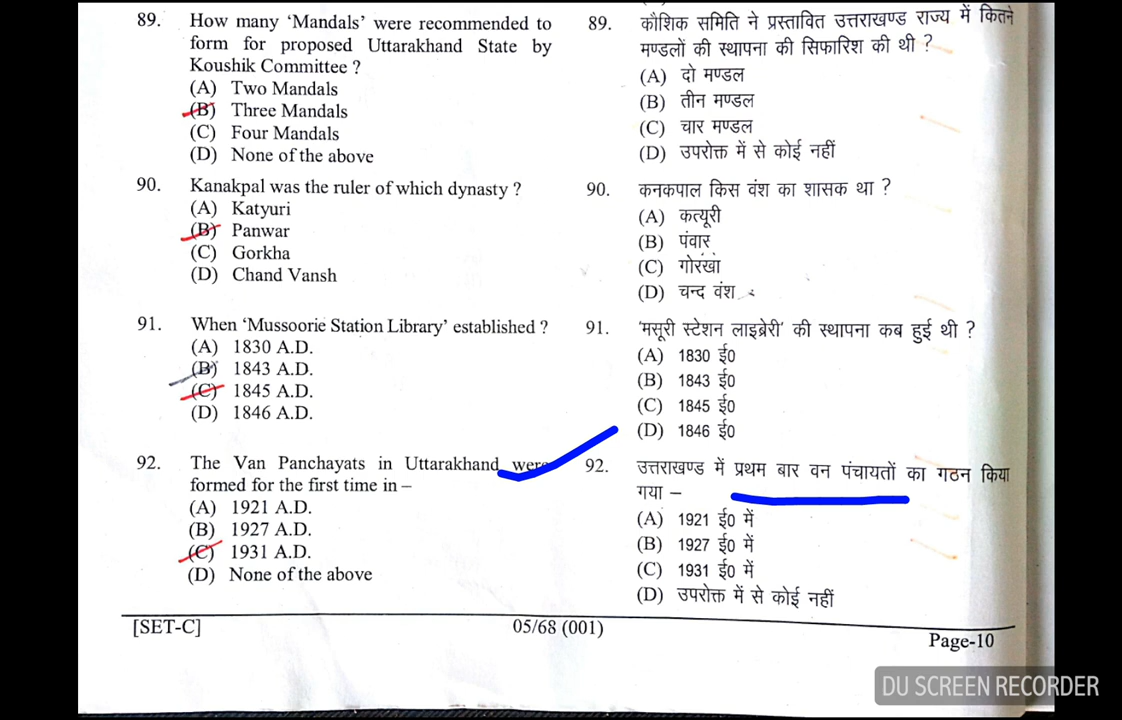 89. How many ‘Mandals’ were recommended to
form for proposed Uttarakhand State by
Koushik Committee ?
(A) Two Mandals
(B) Three Mandals
(C) Four Mandals
(D) None of the above
90. Kanakpal was the ruler of which dynasty ?
(A) Katyuri
(B) Panwar
(C) Gorkha
(D) Chand Vansh
91. When ‘Mussoorie Station Library’ established ?
(A) 1830 A.D.
(B) 1843 A.D.
(C) 1845 A.D.
(D) 1846 A.D.
92. The Van Panchayats in Uttarakhand were
formed for the first time in –
(A) 1921 A.D.
(B) 1927 A.D.
(C) 1931 A.D.
(D) None of the above
89. कौशिक समिति ने प्रस्तावित उत्तराखण्ड राज्य में कितने
मण्डलों की स्थापना की सिफारिश की थी ?
(A) दो मण्डल
(B) तीन मण्डल
(C) चार मण्डल
(D) उपरोक्त में से कोई नहीं
90. कनकपाल किस वंश का शासक था ?
(A) कत्यूरी
(B) पंवार
(C) गोरखा
(D) चन्द वंश
91. ‘मसूरी स्टेशन लाइब्रेरी’ की स्थापना कब हुई थी ?
(A) 1830 ई0
(B) 1843 ई0
(C) 1845 ई0
(D) 1846 ई0
92. उत्तराखण्ड में प्रथम बार वन पंचायतों का गठन किया
गया –
(A) 1921 ई0 में
(B) 1927 ई0 में
(C) 1931 ई0 में
(D) उपरोक्त में से कोई नहीं
[SET-C] 05/68 (001) Page-10
DU SCREEN RECORDER